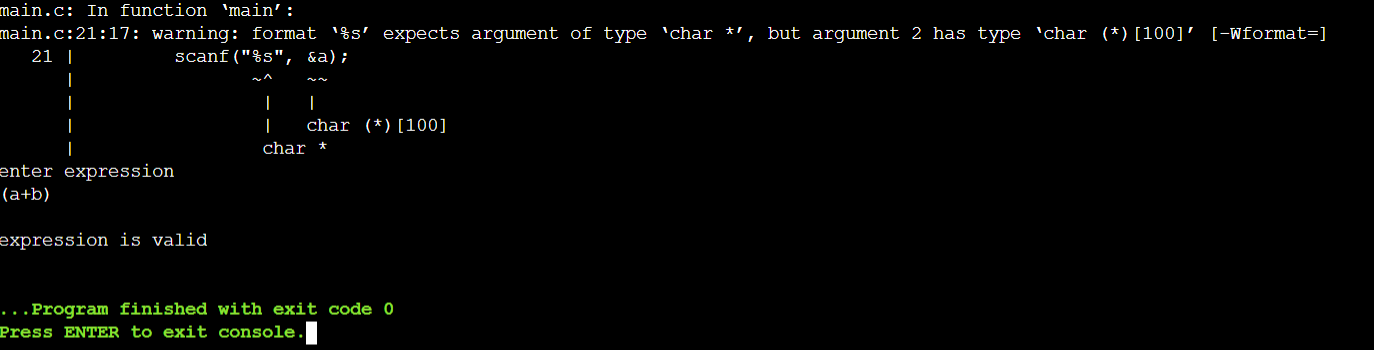 main.c: In function ‘main’:
main.c:21:17: warning: format ‘%s’ expects argument of type ‘char *’, but argument 2 has type ‘char (*)[100]’ [-Wformat=]
   21 |         scanf("%s", &a);
      |                ~^   ~~
      |                 |   |
      |                 |   char (*)[100]
      |                 char *
enter expression
(a+b)
expression is valid
...Program finished with exit code 0
Press ENTER to exit console.